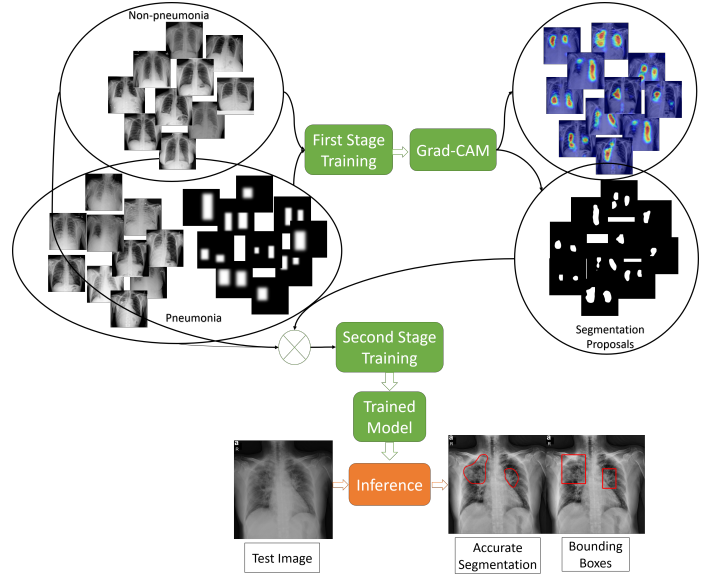 Non-pneumonia
First Stage
Training
Grad-CAM
Pneumonia
Segmentation
Proposals
Second Stage
Training
Trained
Model
a
R
Inference
a
R
a
R
Test Image
Accurate
Segmentation
Bounding
Boxes